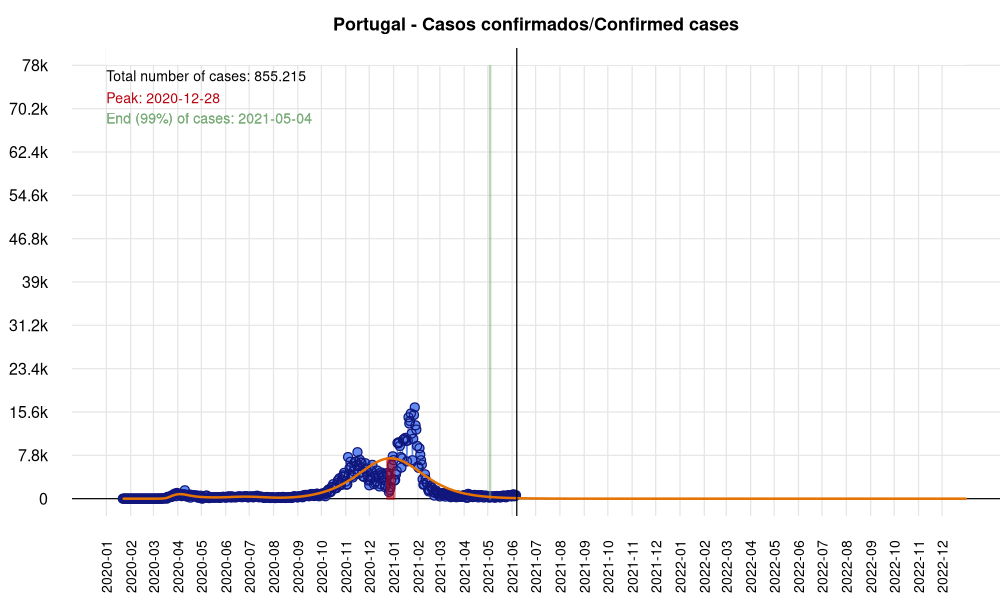 Portugal - Casos confirmados/Confirmed cases
Total number of cases: 855.215
Peak: 2020-12-28
End (99%) of cases: 2021-05-04
78k
70.2k
62.4k
54.6k
46.8k
39k
31.2k
23.4k
15.6k
7.8k
0
2020-01
2020-02
2020-03
2020-04
2020-05
2020-06
2020-07
2020-08
2020-09
2020-10
2020-11
2020-12
2021-01
2021-02
2021-03
2021-04
2021-05
2021-06
2021-07
2021-08
2021-09
2021-10
2021-11
2021-12
2022-01
2022-02
2022-03
2022-04
2022-05
2022-06
2022-07
2022-08
2022-09
2022-10
2022-11
2022-12